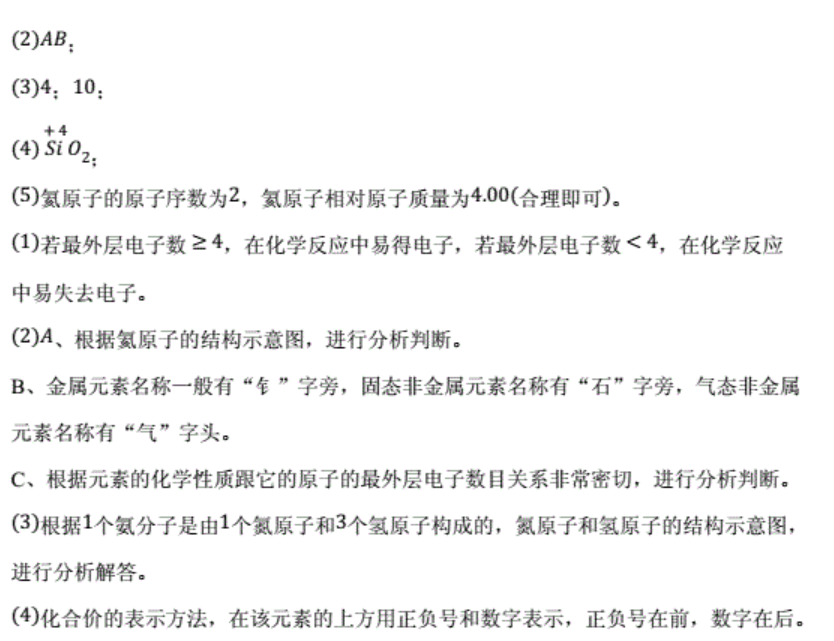 (2)AB；
(3)4；10；
(4)$\overset{+4}{Si}O_2$；
(5)氦原子的原子序数为2，氦原子相对原子质量为4.00(合理即可)。
(1)若最外层电子数≥4，在化学反应中易得电子，若最外层电子数<4，在化学反应
中易失去电子。
(2)A、根据氦原子的结构示意图，进行分析判断。
B、金属元素名称一般有“钅”字旁，固态非金属元素名称有“石”字旁，气态非金属
元素名称有“气”字头。
C、根据元素的化学性质跟它的原子的最外层电子数目关系非常密切，进行分析判断。
(3)根据1个氨分子是由1个氮原子和3个氢原子构成的，氮原子和氢原子的结构示意图，
进行分析解答。
(4)化合价的表示方法，在该元素的上方用正负号和数字表示，正负号在前，数字在后。